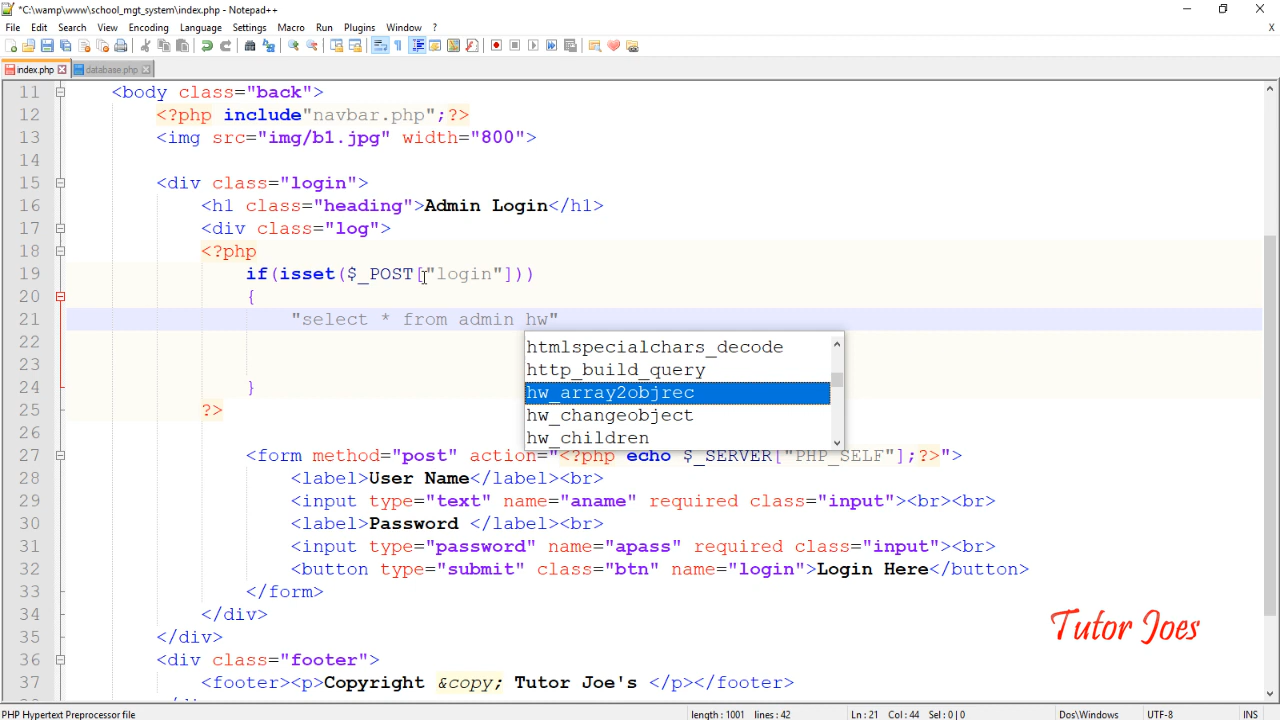 *C:\wamp\www\school_mgt_system\index.php - Notepad++
File Edit Search View Encoding Language Settings Macro Run Plugins Window ?
X
index.php database.php
11 <body class="back">
12 <?php include"navbar.php";?>
13 <img src="img/b1.jpg" width="800">
14
15 <div class="login">
16 <h1 class="heading">Admin Login</h1>
17 <div class="log">
18 <?php
19 if(isset($_POST["login"]))
20 {
21 "select * from admin hw"
22
htmlspecialchars_decode
http_build_query
hw_array2objrec
hw_changeobject
hw_children
23
24 }
25 ?>
26
27 <form method="post" action="<?php echo $_SERVER["PHP_SELF"];?>">
28 <label>User Name</label><br>
29 <input type="text" name="aname" required class="input"><br><br>
30 <label>Password </label><br>
31 <input type="password" name="apass" required class="input"><br>
32 <button type="submit" class="btn" name="login">Login Here</button>
33 </form>
34 </div>
35 </div>
36 <div class="footer">
37 <footer><p>Copyright &copy; Tutor Joe's </p></footer>
Tutor Joes
PHP Hypertext Preprocessor file length : 1001 lines : 42 Ln : 21 Col : 44 Sel : 0 | 0 Dos\Windows UTF-8 INS